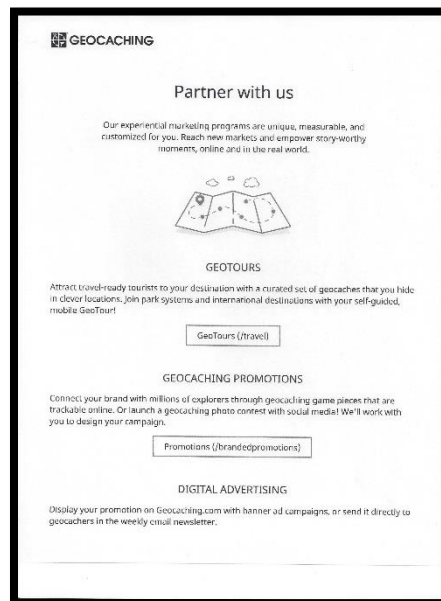 GEOCACHING
Partner with us
Our experiential marketing programs are unique, measurable, and
customized for you. Reach new markets and empower story-worthy
moments, online and in the real world.
GEOTOURS
Attract travel-ready tourists to your destination with a curated set of geocaches that you hide
in clever locations. Join park systems and international destinations with your self-guided,
mobile GeoTour!
GeoTours (/travel)
GEOCACHING PROMOTIONS
Connect your brand with millions of explorers through geocaching game pieces that are
trackable online. Or launch a geocaching photo contest with social media! We'll work with
you to design your campaign.
Promotions (/brandedpromotions)
DIGITAL ADVERTISING
Display your promotion on Geocaching.com with banner ad campaigns, or send it directly to
geocachers in the weekly email newsletter.